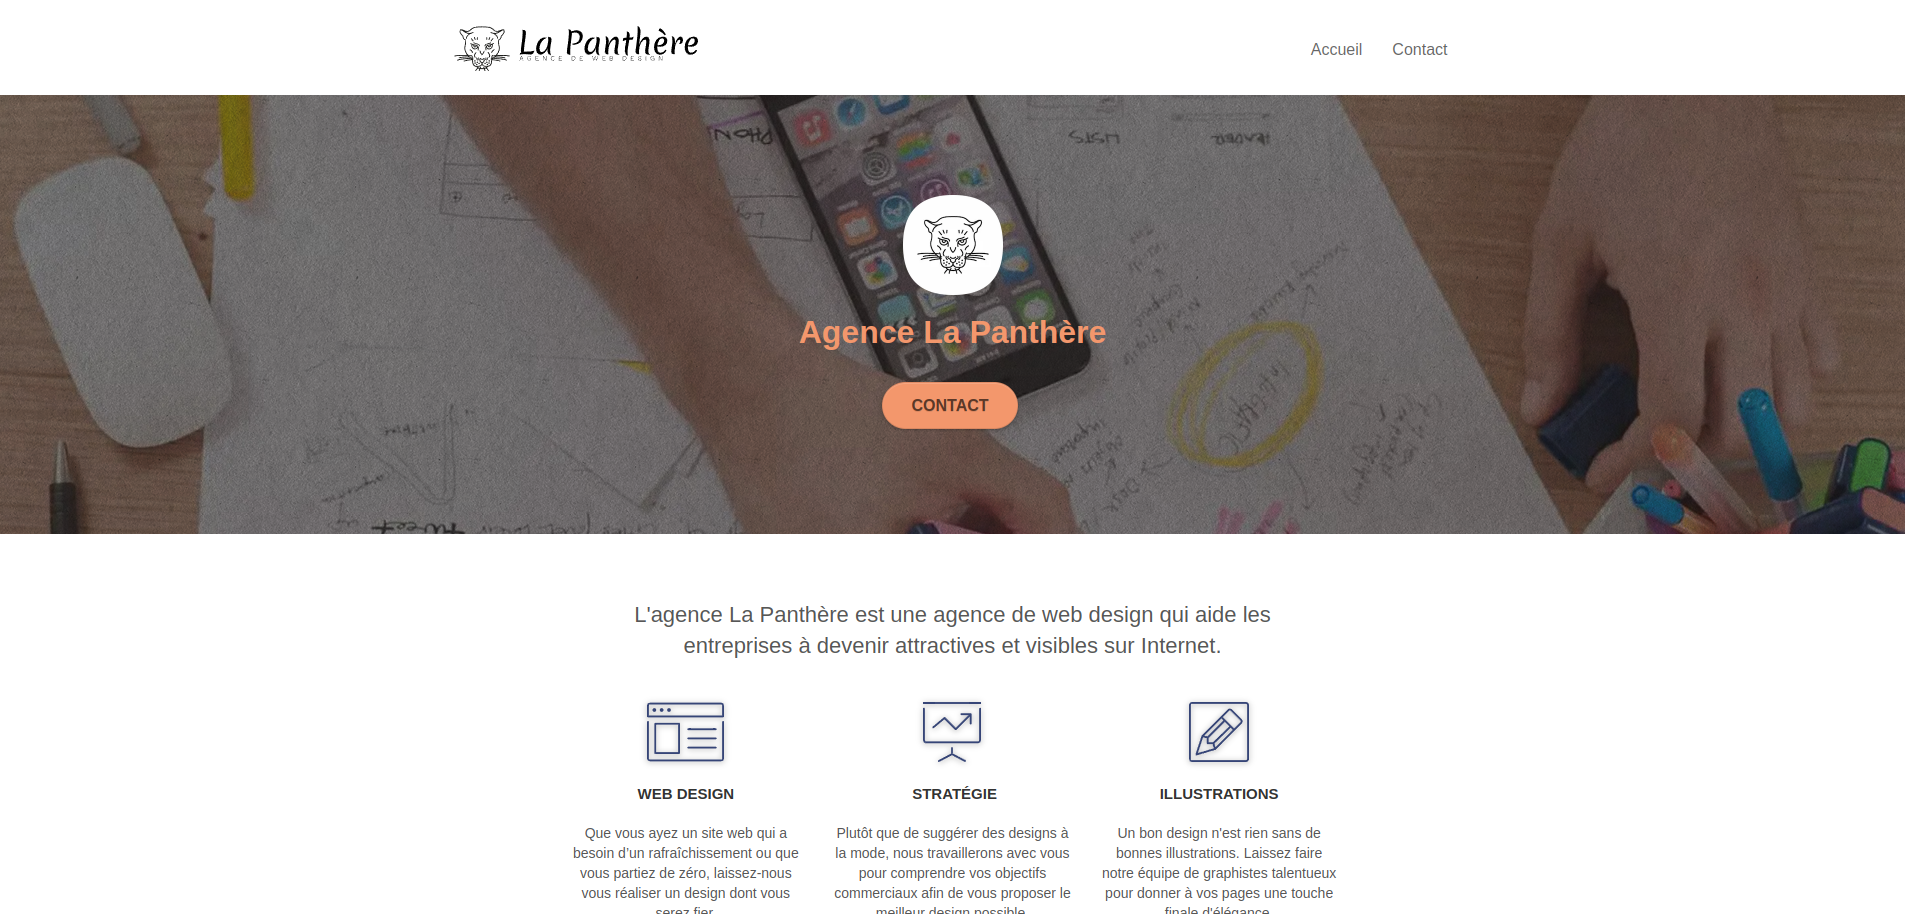 La Panthère
AGENCE DE WEB DESIGN
Accueil
Contact
LISTS
HEADER
Agence La Panthère
CONTACT
L'agence La Panthère est une agence de web design qui aide les
entreprises à devenir attractives et visibles sur Internet.
WEB DESIGN
STRATÉGIE
ILLUSTRATIONS
Que vous ayez un site web qui a
besoin d’un rafraîchissement ou que
vous partiez de zéro, laissez-nous
vous réaliser un design dont vous
serez fier.
Plutôt que de suggérer des designs à
la mode, nous travaillerons avec vous
pour comprendre vos objectifs
commerciaux afin de vous proposer le
meilleur design possible.
Un bon design n'est rien sans de
bonnes illustrations. Laissez faire
notre équipe de graphistes talentueux
pour donner à vos pages une touche
finale d'élégance.